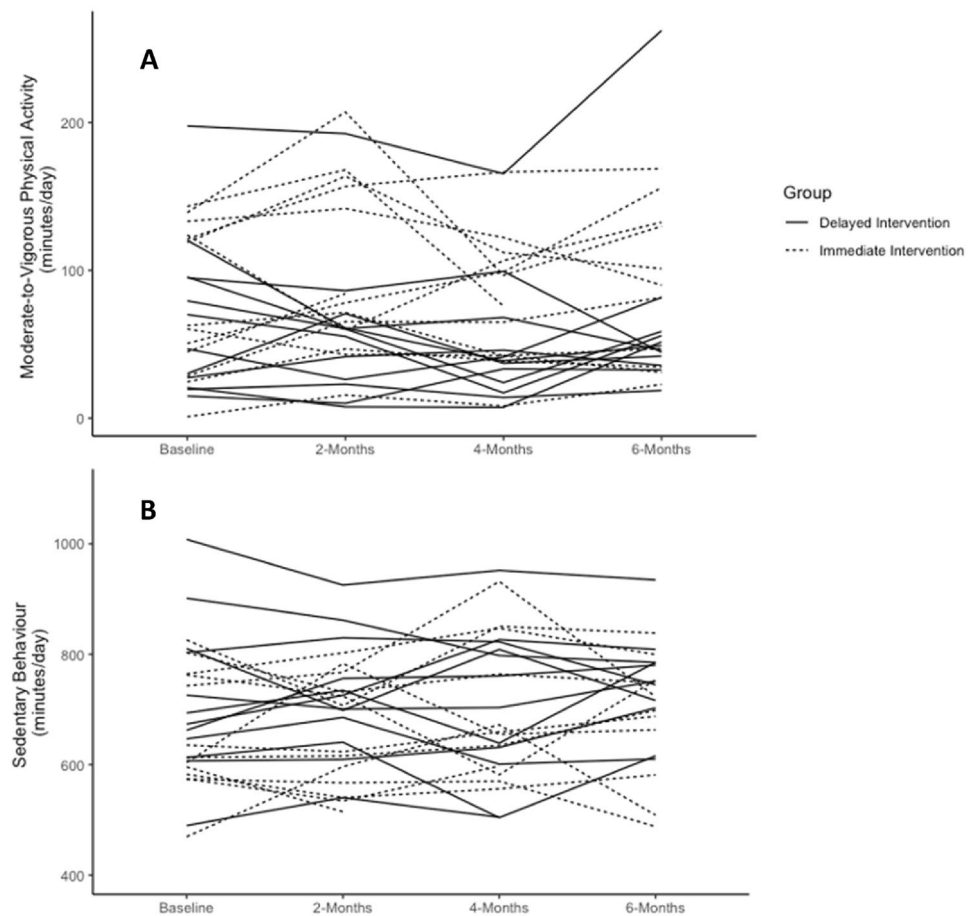 A
Moderate-to-Vigorous Physical Activity
(minutes/day)
200
100
0
Baseline
2-Months
4-Months
6-Months
Group
Delayed Intervention
Immediate Intervention
B
Sedentary Behaviour
(minutes/day)
1000
800
600
400
Baseline
2-Months
4-Months
6-Months